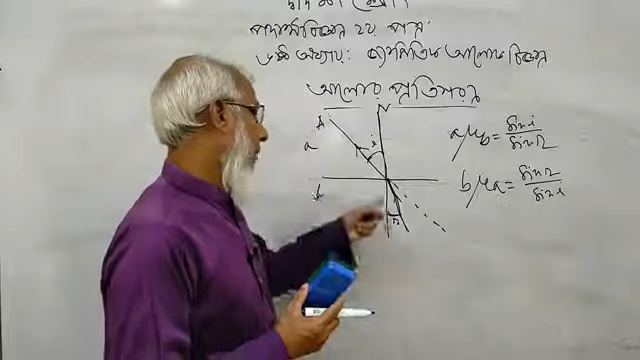 পদার্থবিজ্ঞান ২য় পত্র
৬ষ্ঠ অধ্যায়: জ্যামিতিক আলোকবিজ্ঞান
আলোর প্রতিসরণ
N
A
a
i
b
r
aμb = sin i / sin r
bμa = sin r / sin i